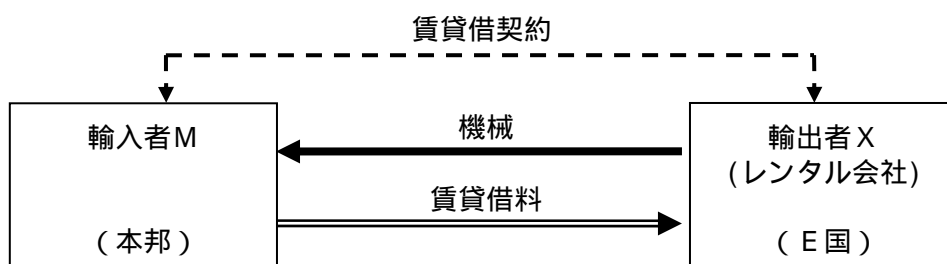 賃貸借契約
輸入者M
(本邦)
機械
賃貸借料
輸出者X
(レンタル会社)
(E国)